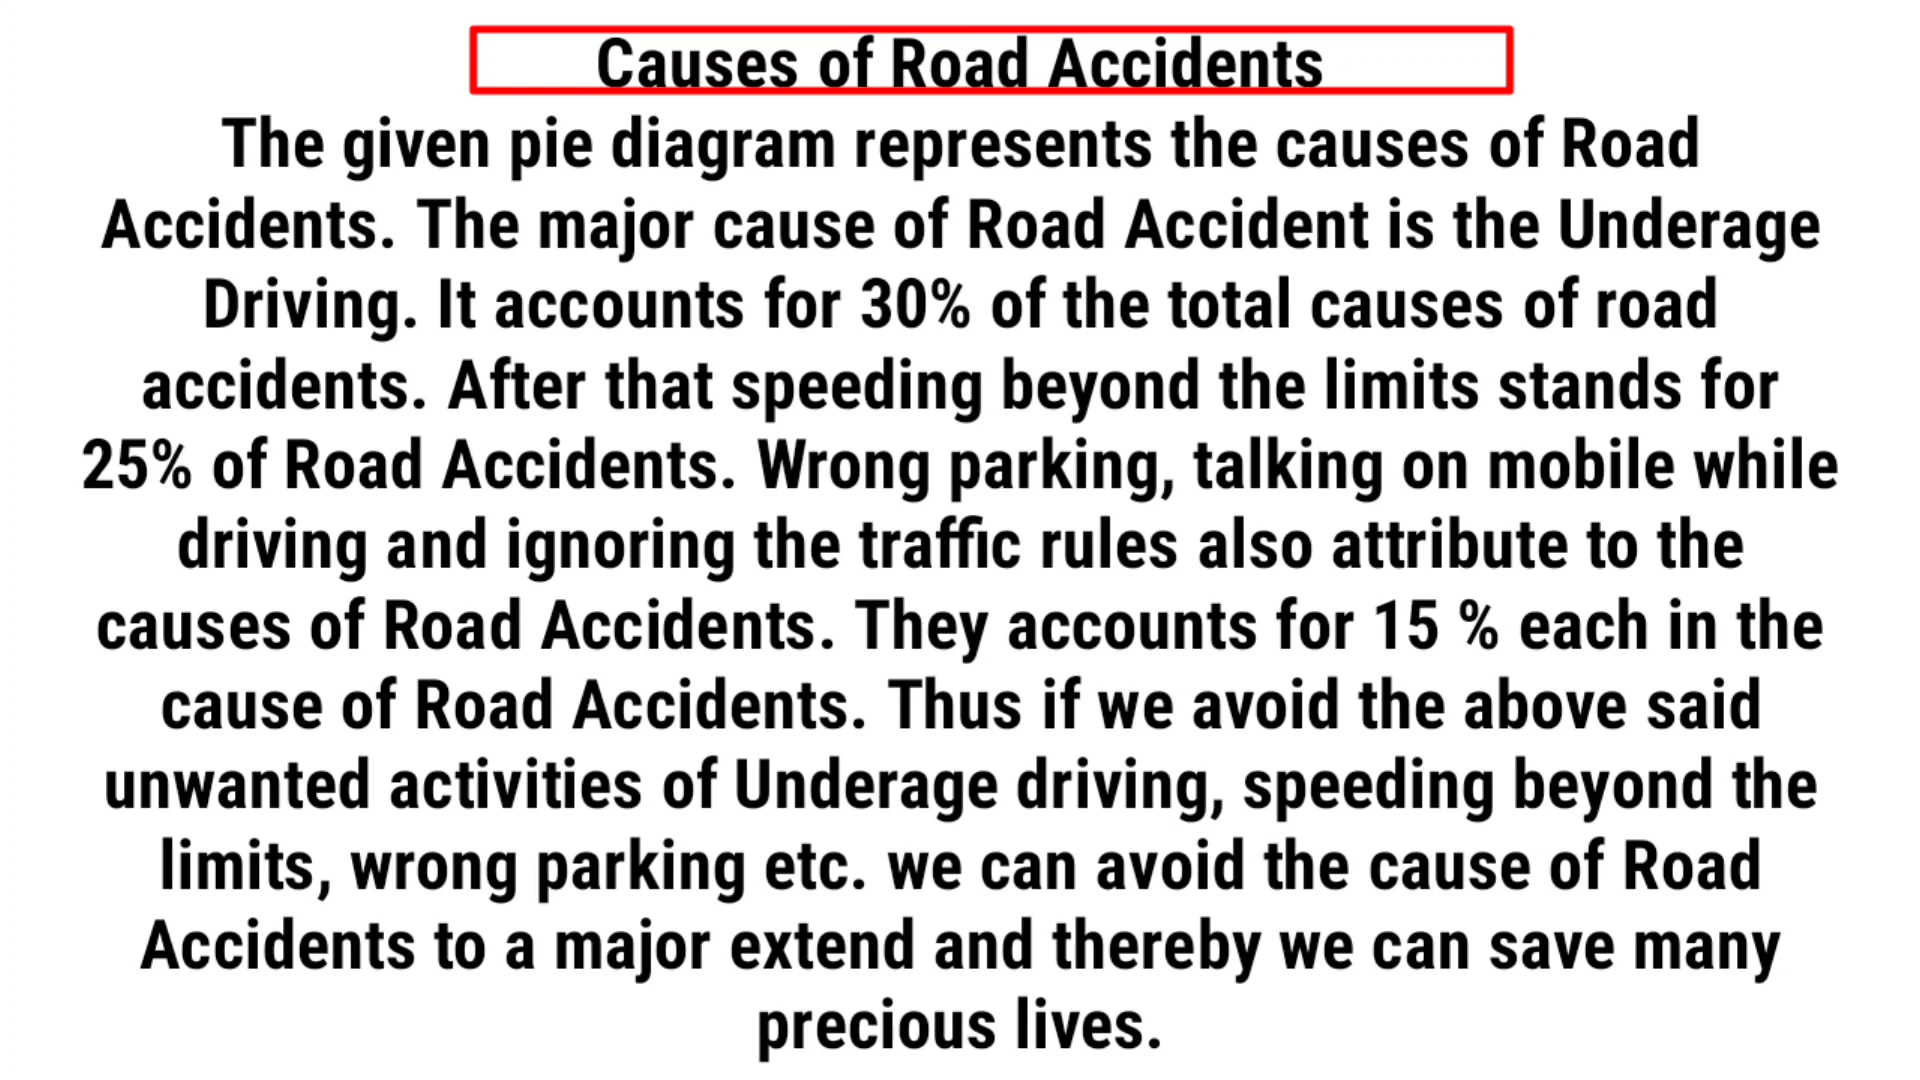 Causes of Road Accidents
The given pie diagram represents the causes of Road
Accidents. The major cause of Road Accident is the Underage
Driving. It accounts for 30% of the total causes of road
accidents. After that speeding beyond the limits stands for
25% of Road Accidents. Wrong parking, talking on mobile while
driving and ignoring the traffic rules also attribute to the
causes of Road Accidents. They accounts for 15 % each in the
cause of Road Accidents. Thus if we avoid the above said
unwanted activities of Underage driving, speeding beyond the
limits, wrong parking etc. we can avoid the cause of Road
Accidents to a major extend and thereby we can save many
precious lives.